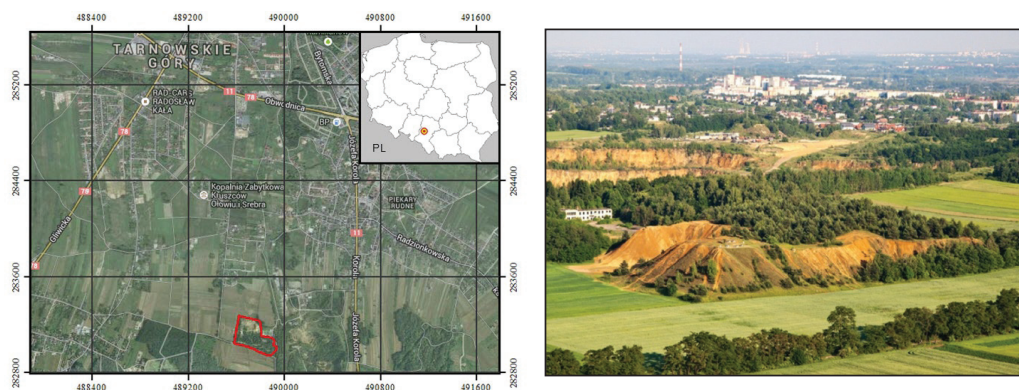 488400 489200 490000 490800 491600
285200
284400
283600
282800
TARNOWSKIE
GÓRY
RAD-CARS
RADOSŁAW
KAŁA
11
78
Obwodnica
Bytomska
BP
PL
78
78
78
Gliwicka
Kopalnia Zabytkowa
Kruszców
Ołowiu i Srebra
Józefa Korola
PIEKARY
RUDNE
Radzionkowska
11
Korola
Józefa Korola
285200
284400
283600
282800
488400 489200 490000 490800 491600